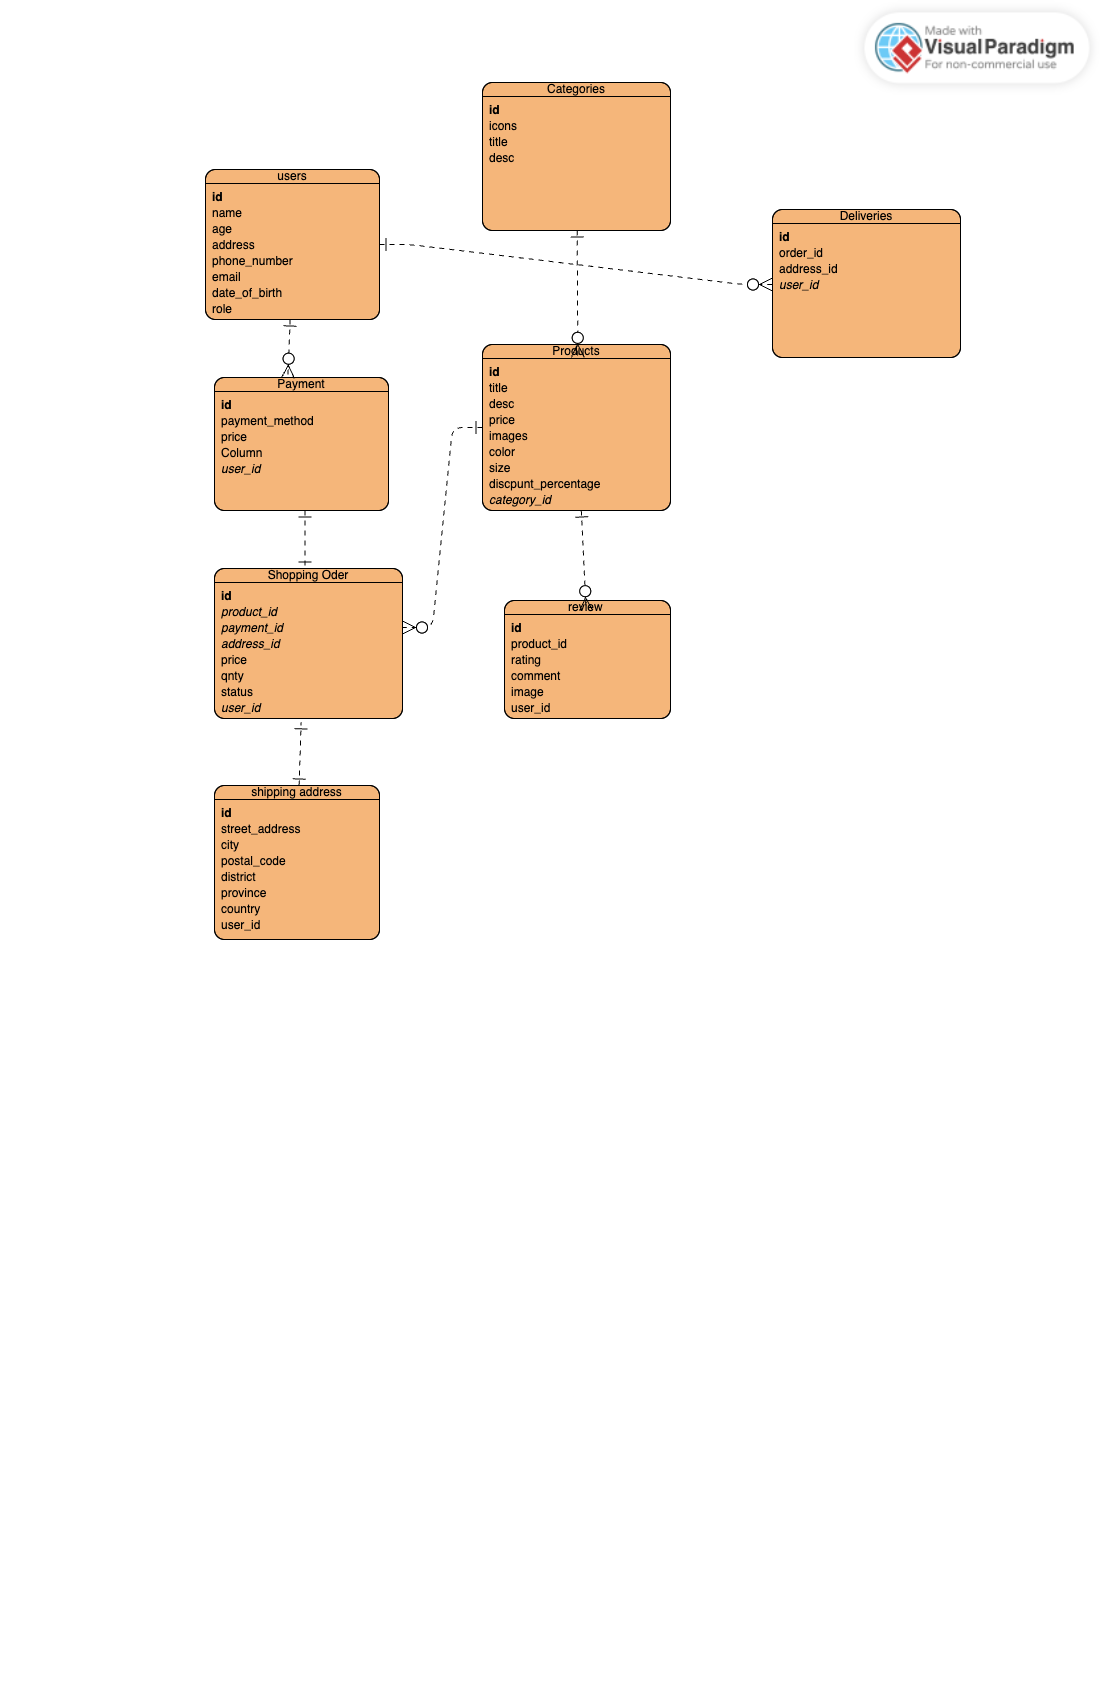 Made with
Visual Paradigm
For non-commercial use
Categories
id
icons
title
desc
users
id
name
age
address
phone_number
email
date_of_birth
role
Deliveries
id
order_id
address_id
user_id
Products
id
title
desc
price
images
color
size
discpunt_percentage
category_id
Payment
id
payment_method
price
Column
user_id
Shopping Oder
id
product_id
payment_id
address_id
price
qnty
status
user_id
review
id
product_id
rating
comment
image
user_id
shipping address
id
street_address
city
postal_code
district
province
country
user_id